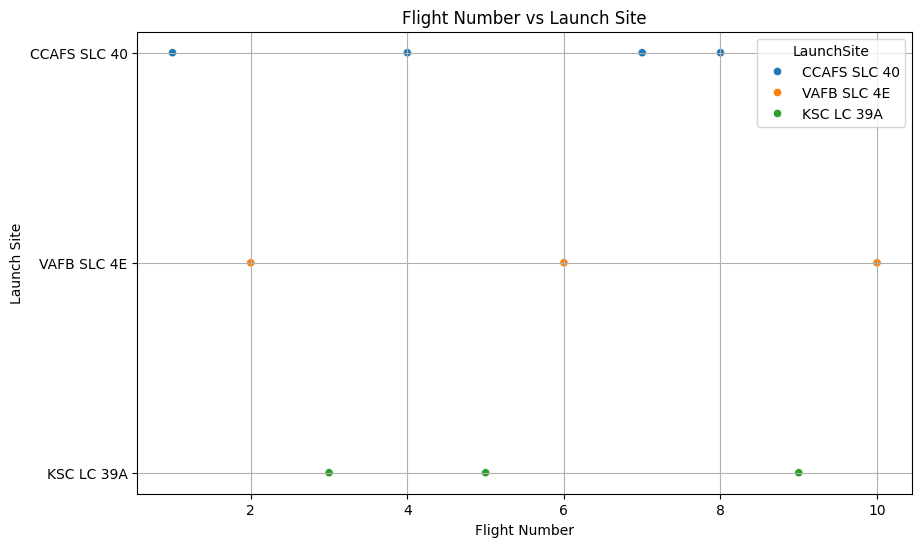 Flight Number vs Launch Site
LaunchSite
CCAFS SLC 40
VAFB SLC 4E
KSC LC 39A
Launch Site
CCAFS SLC 40
VAFB SLC 4E
KSC LC 39A
2 4 6 8 10
Flight Number